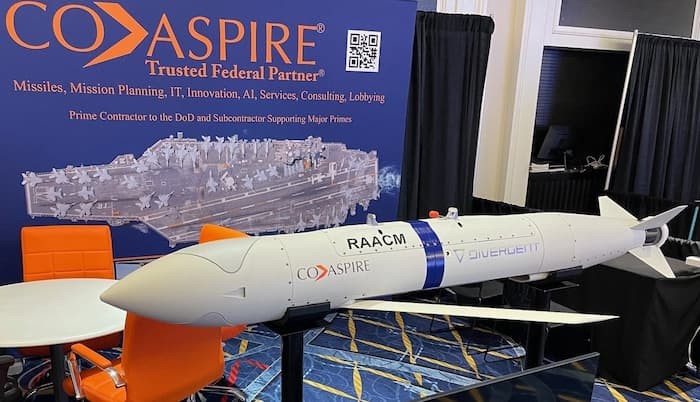 CO>ASPIRE®
Trusted Federal Partner®
Missiles, Mission Planning, IT, Innovation, AI, Services, Consulting, Lobbying
Prime Contractor to the DoD and Subcontractor Supporting Major Primes
RAACM
CO>ASPIRE
DIVERGENT